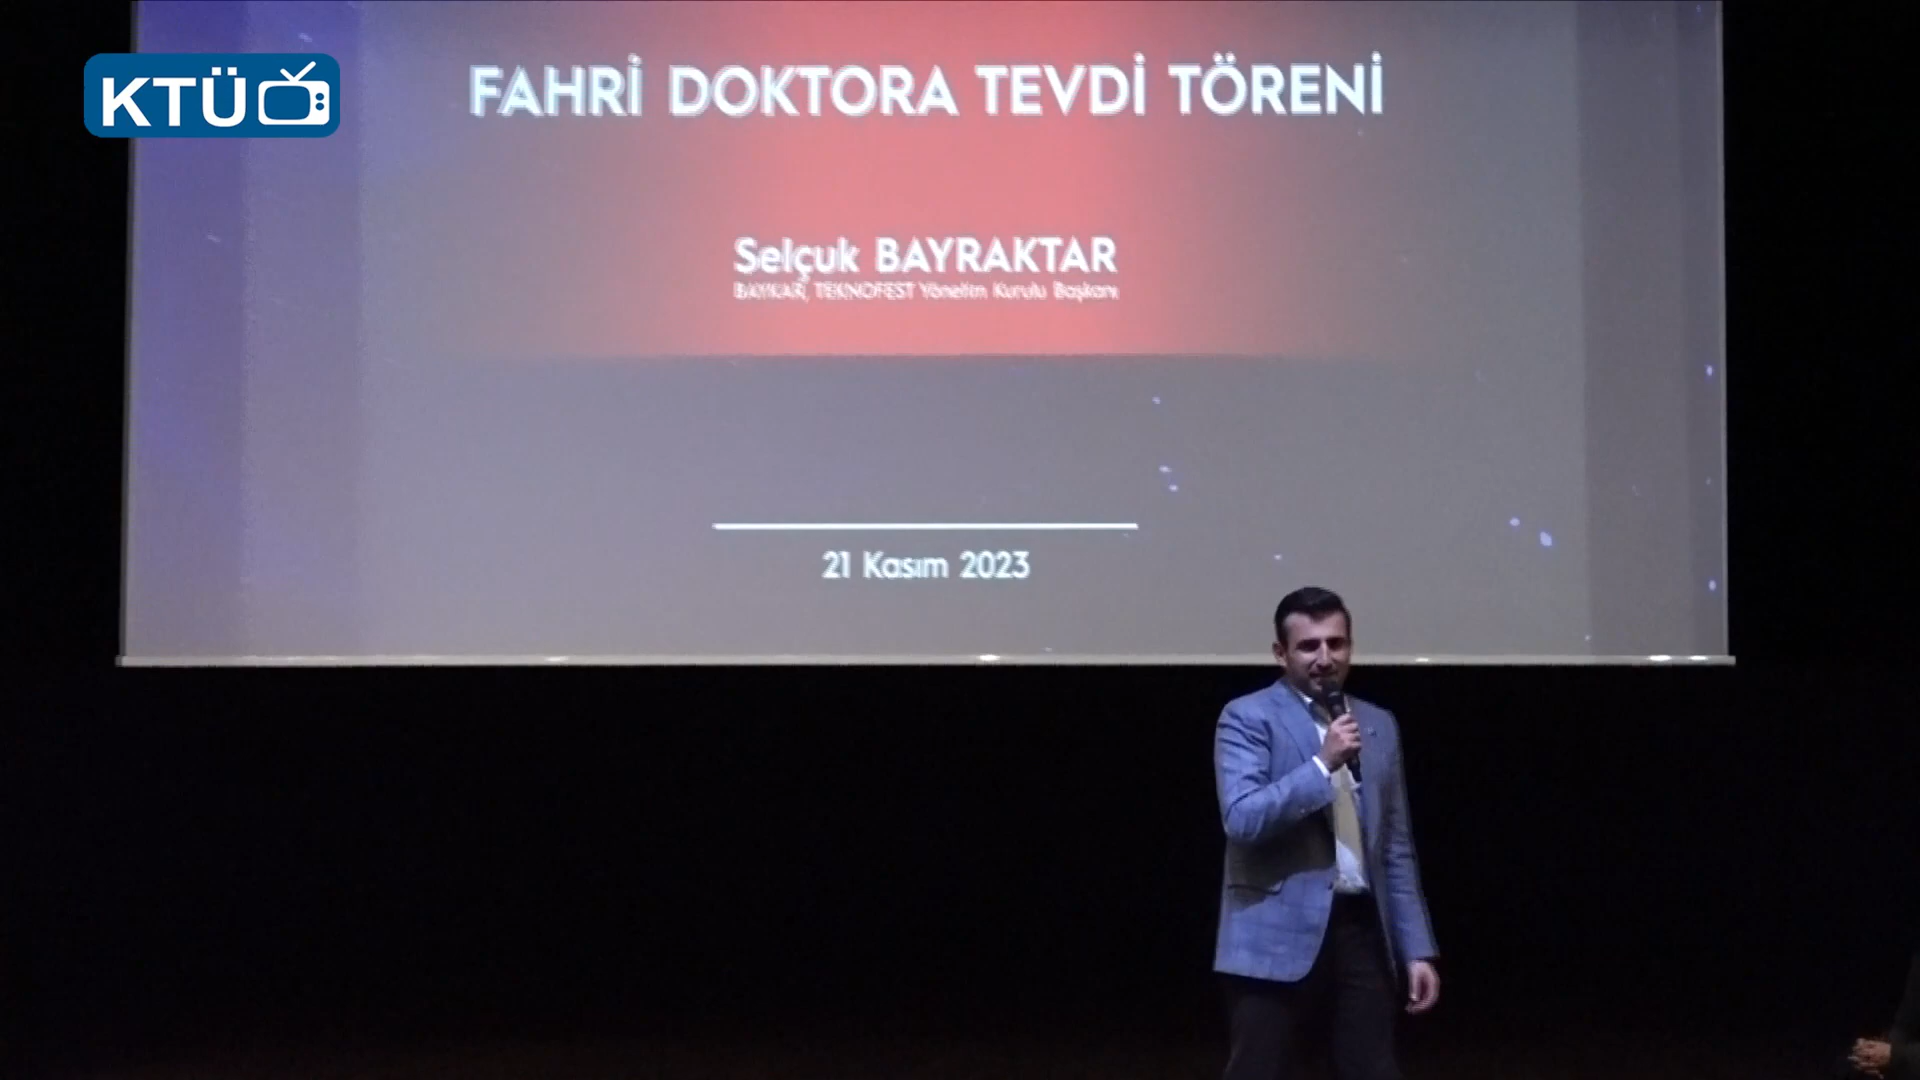 KTÜ
FAHRİ DOKTORA TEVDİ TÖRENİ
Selçuk BAYRAKTAR
BAYKAR, TEKNOFEST Yönetim Kurulu Başkanı
21 Kasım 2023